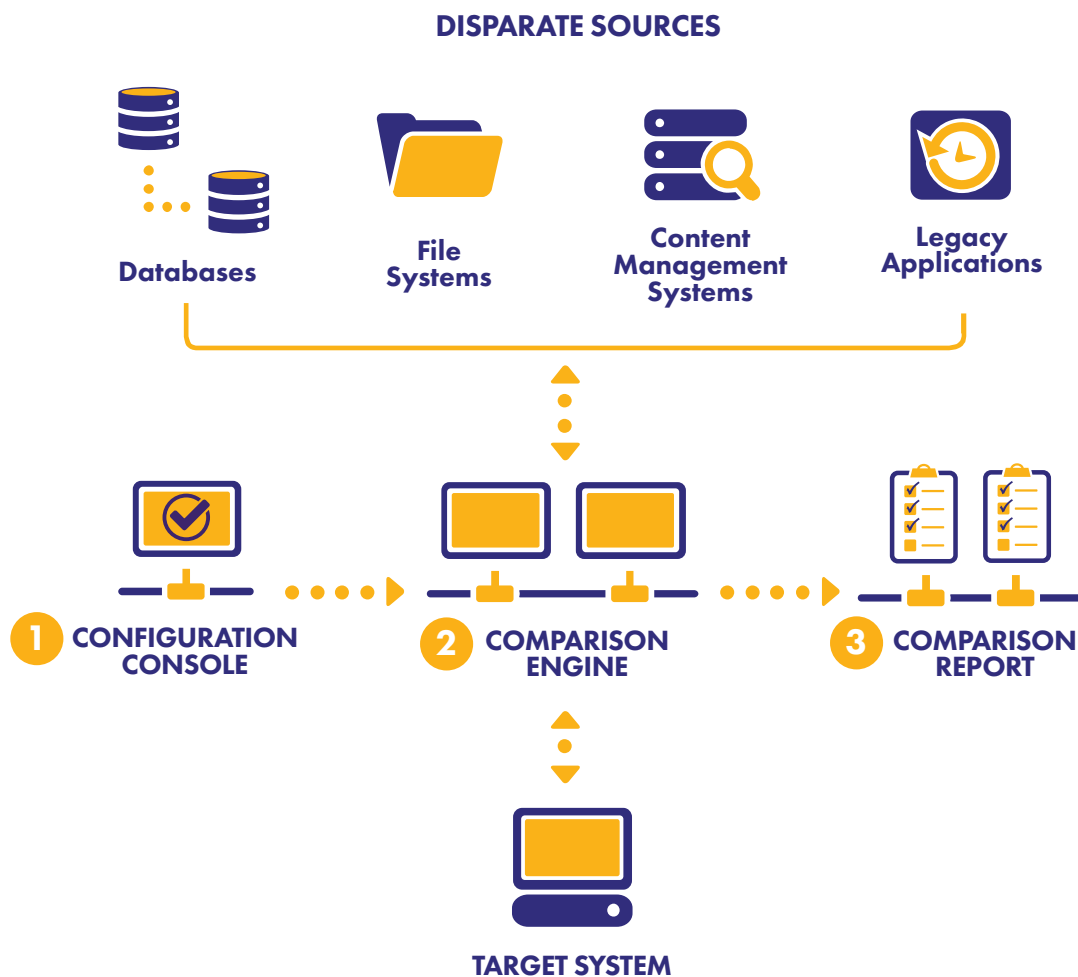 DISPARATE SOURCES
Databases
File
Systems
Content
Management
Systems
Legacy
Applications
1 CONFIGURATION
CONSOLE
2 COMPARISON
ENGINE
3 COMPARISON
REPORT
TARGET SYSTEM